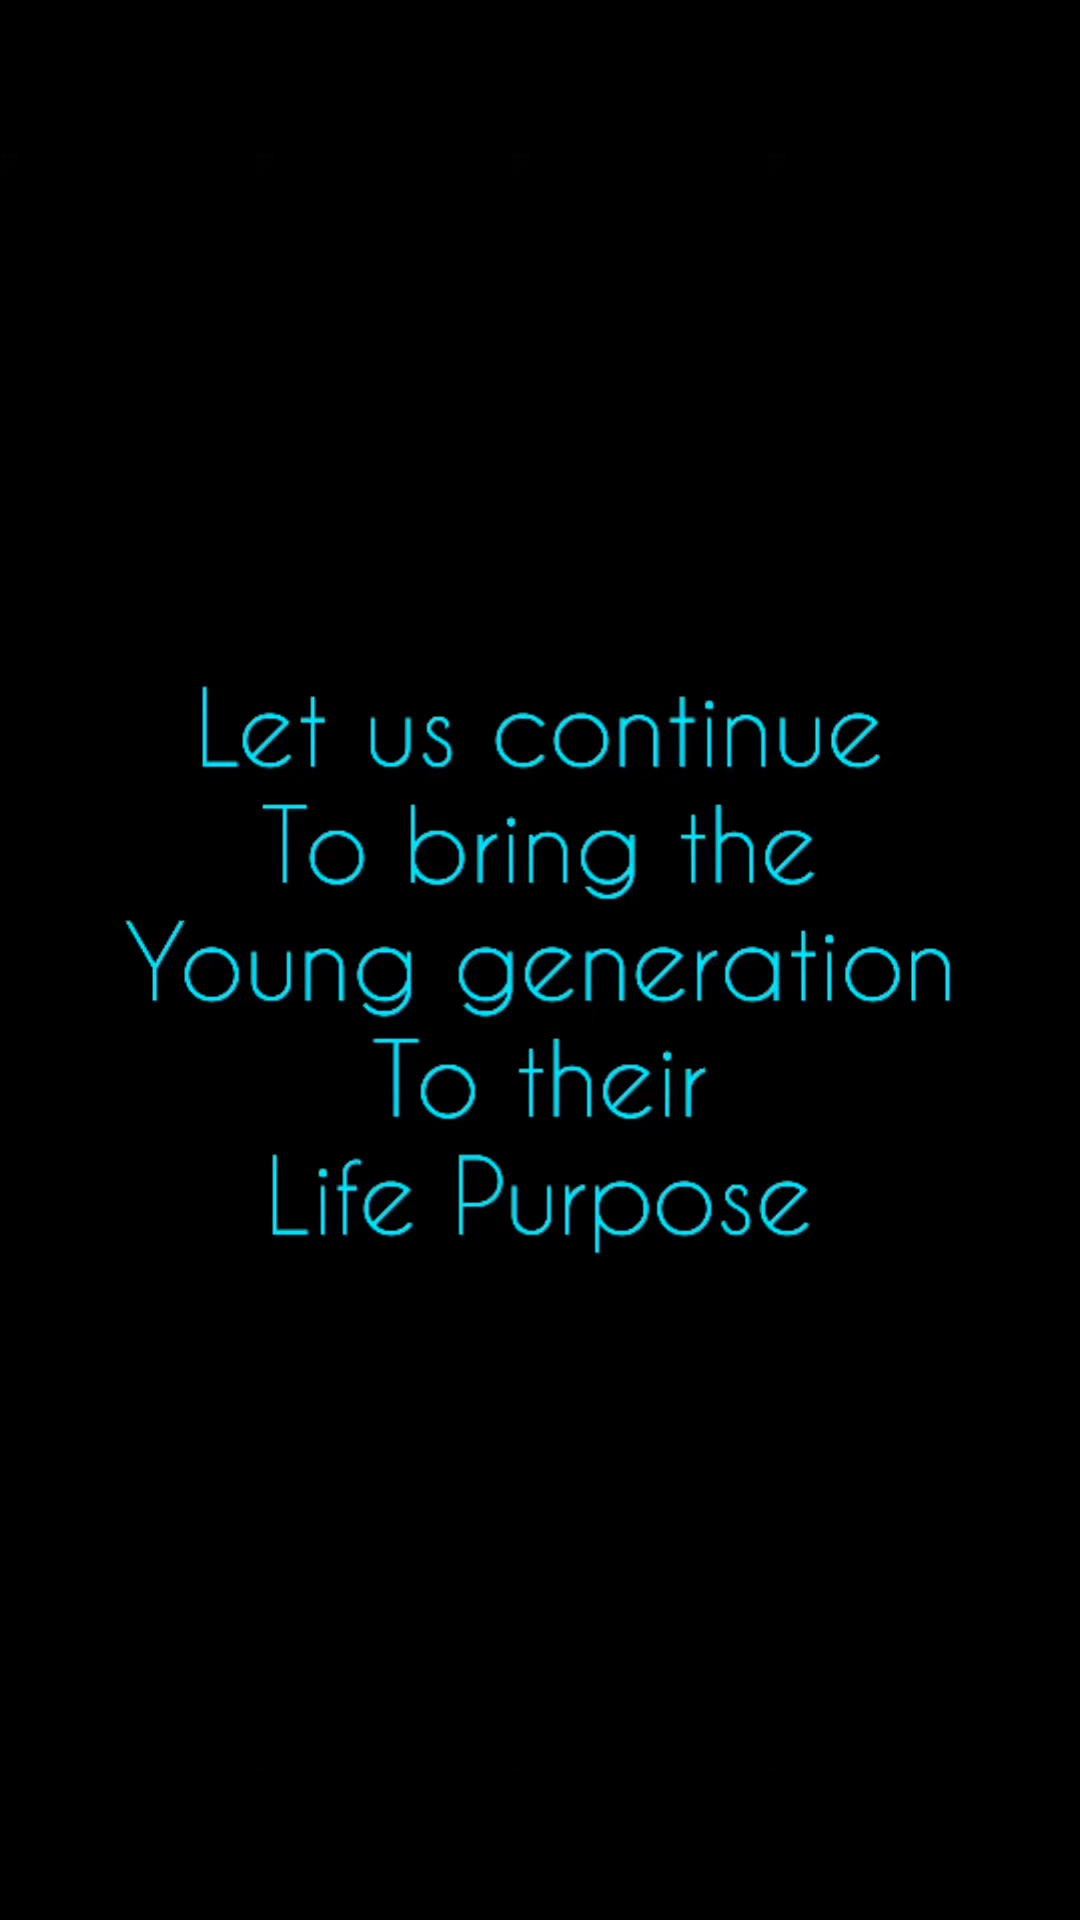 Let us continue
To bring the
Young generation
To their
Life Purpose